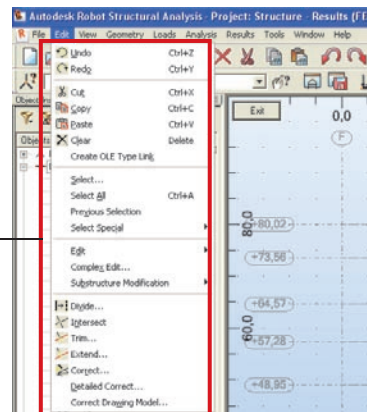 Autodesk Robot Structural Analysis - Project: Structure - Results (FE
File Edit View Geometry Loads Analysis Results Tools Window Help
Undo Ctrl+Z
Redo Ctrl+Y
Cut Ctrl+X
Copy Ctrl+C
Paste Ctrl+V
Clear Delete
Create OLE Type Link
Select...
Select All Ctrl+A
Previous Selection
Select Special
Edit
Complex Edit...
Substructure Modification
Divide...
Intersect
Trim...
Extend...
Correct...
Detailed Correct...
Correct Drawing Model...
Exit
0,0
F
80,0
+80,02
+73,56
+64,57
60,0
+57,28
+48,95